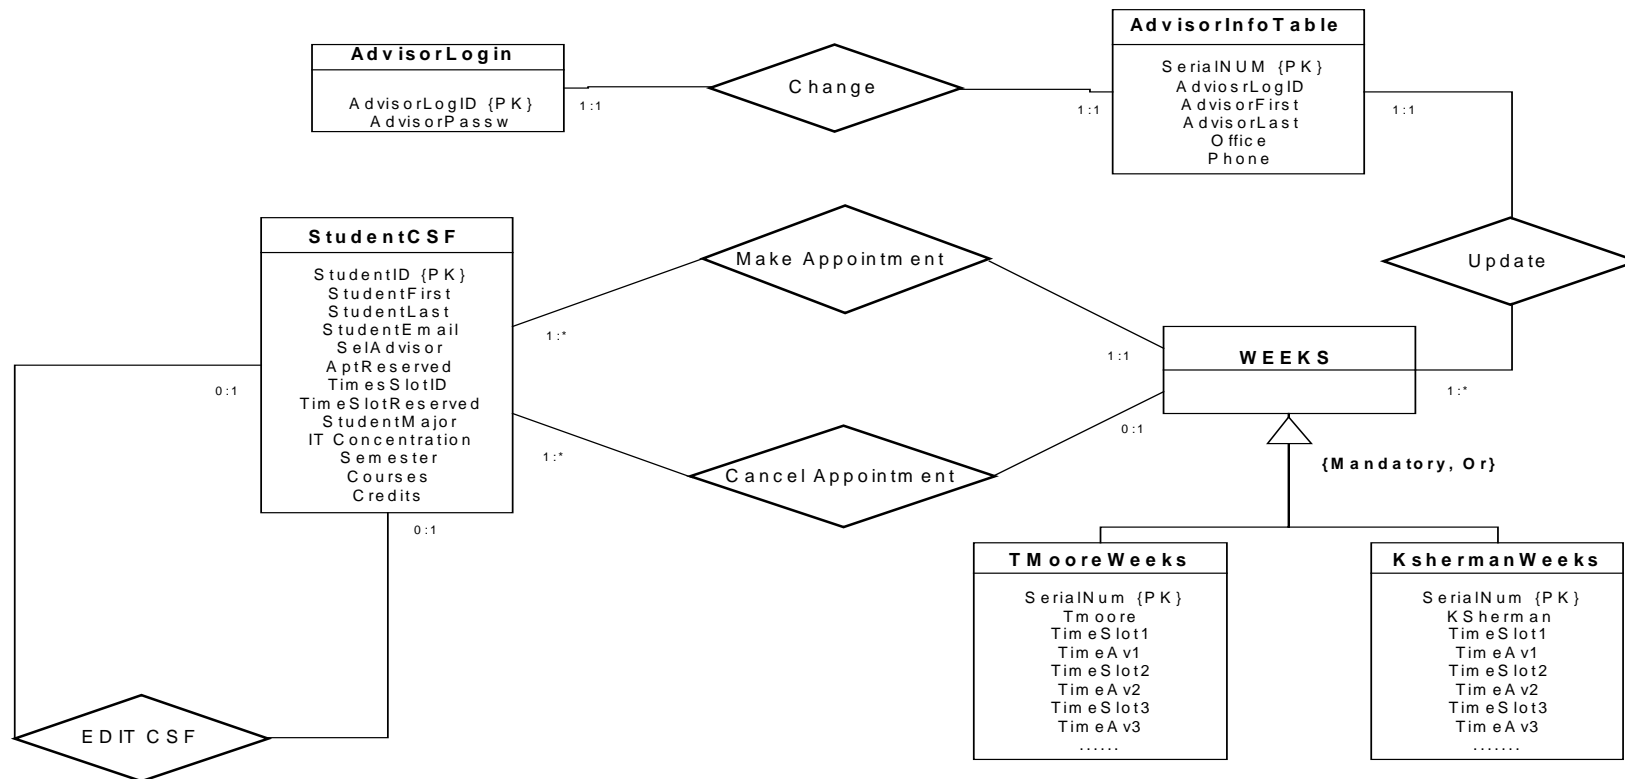 AdvisorLogin
AdvisorLogID {PK}
AdvisorPassw
1:1
Change
1:1
AdvisorInfoTable
SerialNUM {PK}
AdviosrLogID
AdvisorFirst
AdvisorLast
Office
Phone
1:1
Update
1:*
StudentCSF
StudentID {PK}
StudentFirst
StudentLast
StudentEmail
SelAdvisor
AptReserved
TimesSlotID
TimeSlotReserved
StudentMajor
IT Concentration
Semester
Courses
Credits
0:1
0:1
EDIT CSF
1:*
Make Appointment
1:1
1:*
Cancel Appointment
0:1
WEEKS
{Mandatory, Or}
TMooreWeeks
SerialNum {PK}
Tmoore
TimeSlot1
TimeAv1
TimeSlot2
TimeAv2
TimeSlot3
TimeAv3
......
KshermanWeeks
SerialNum {PK}
KSherman
TimeSlot1
TimeAv1
TimeSlot2
TimeAv2
TimeSlot3
TimeAv3
.......